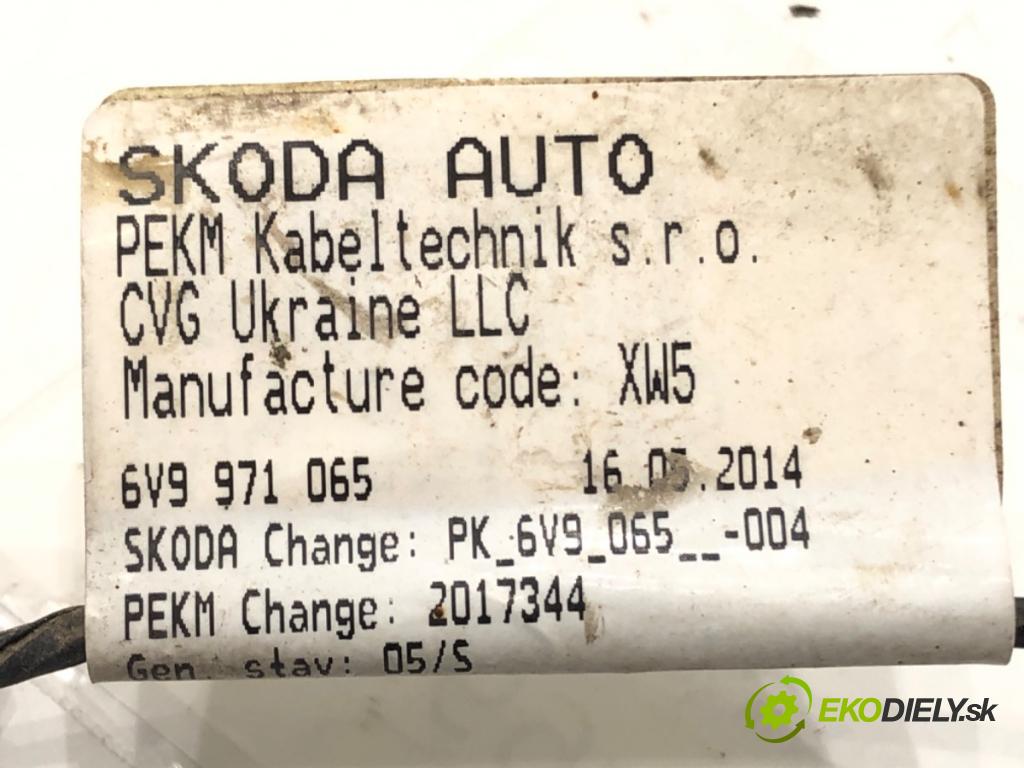 SKODA AUTO
PEKM Kabeltechnik s.r.o.
CVG Ukraine LLC
Manufacture code: XW5
6V9 971 065
SKODA Change: PK_6V9_065__-004
PEKM Change: 2017344
Gen. stav: 05/S
EKODIELY.sk